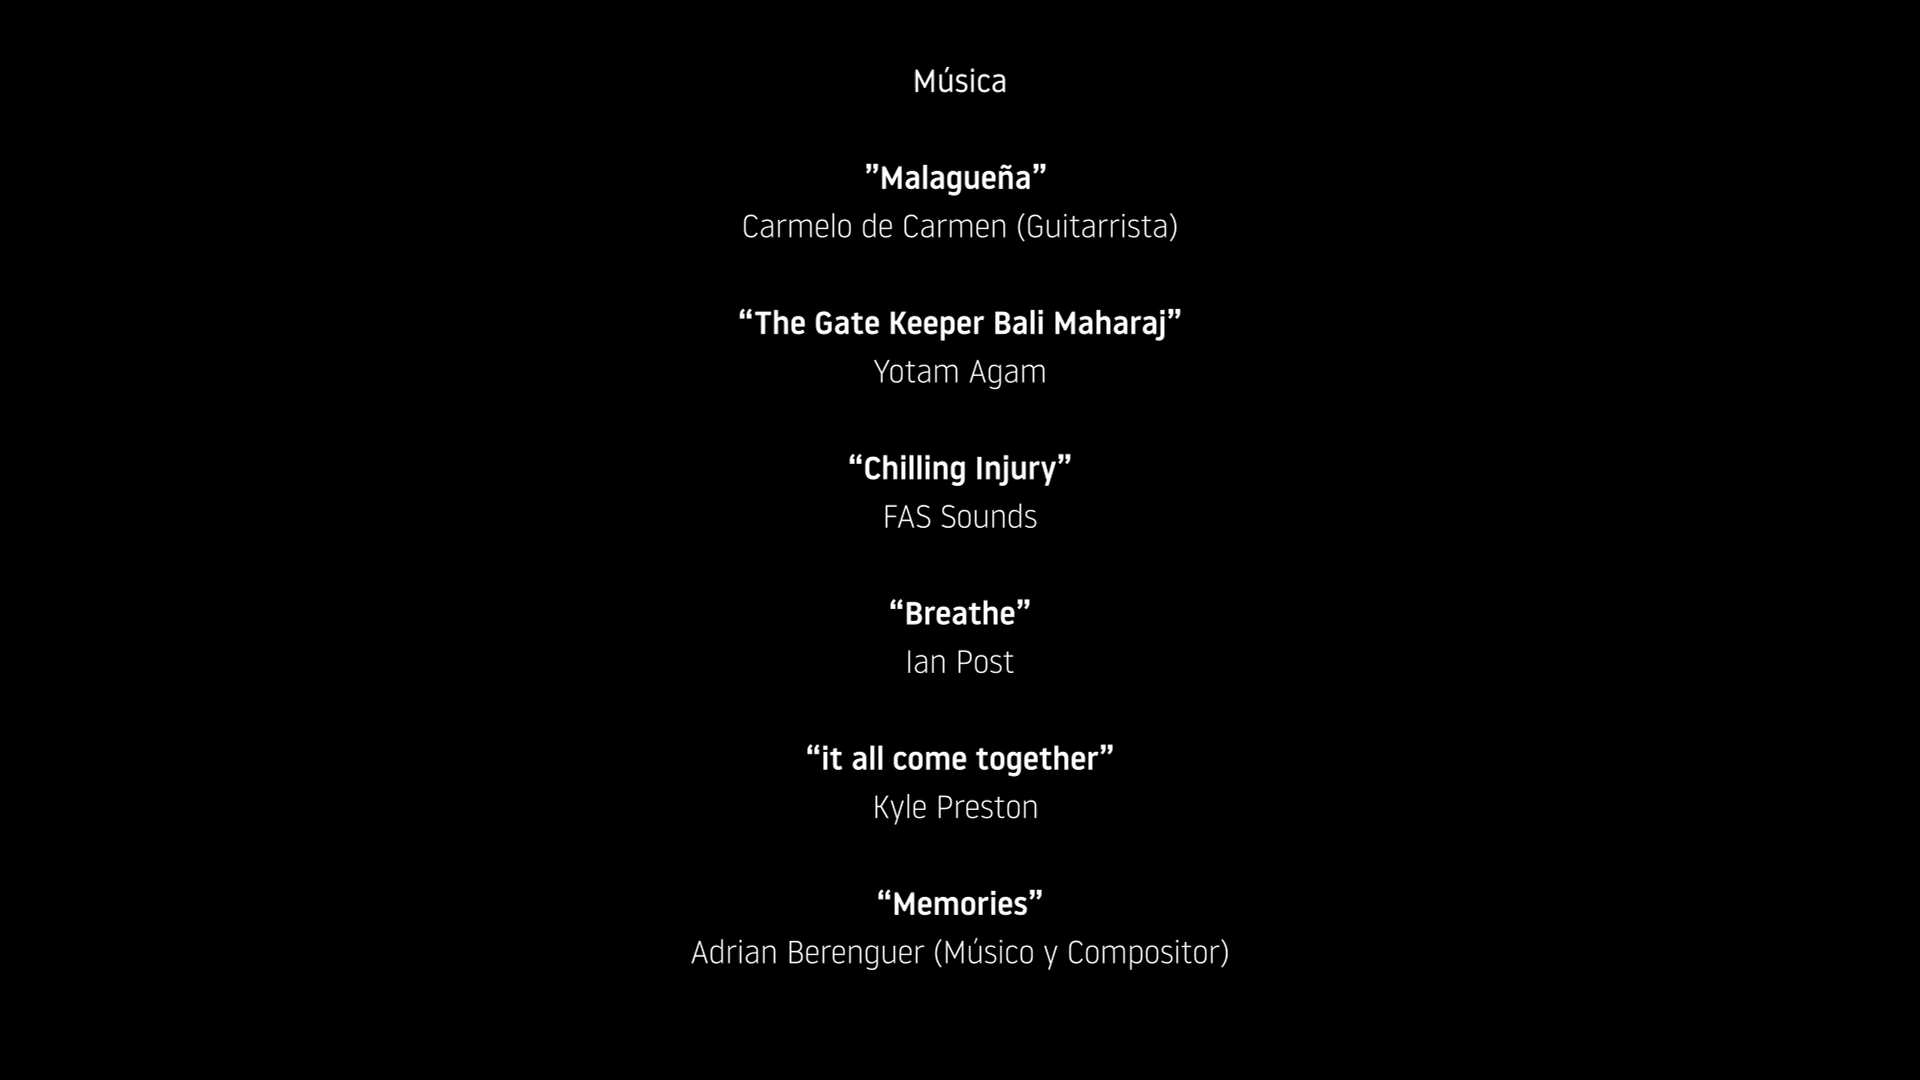 Música
”Malagueña”
Carmelo de Carmen (Guitarrista)
“The Gate Keeper Bali Maharaj”
Yotam Agam
“Chilling Injury”
FAS Sounds
“Breathe”
Ian Post
“it all come together”
Kyle Preston
“Memories”
Adrian Berenguer (Músico y Compositor)